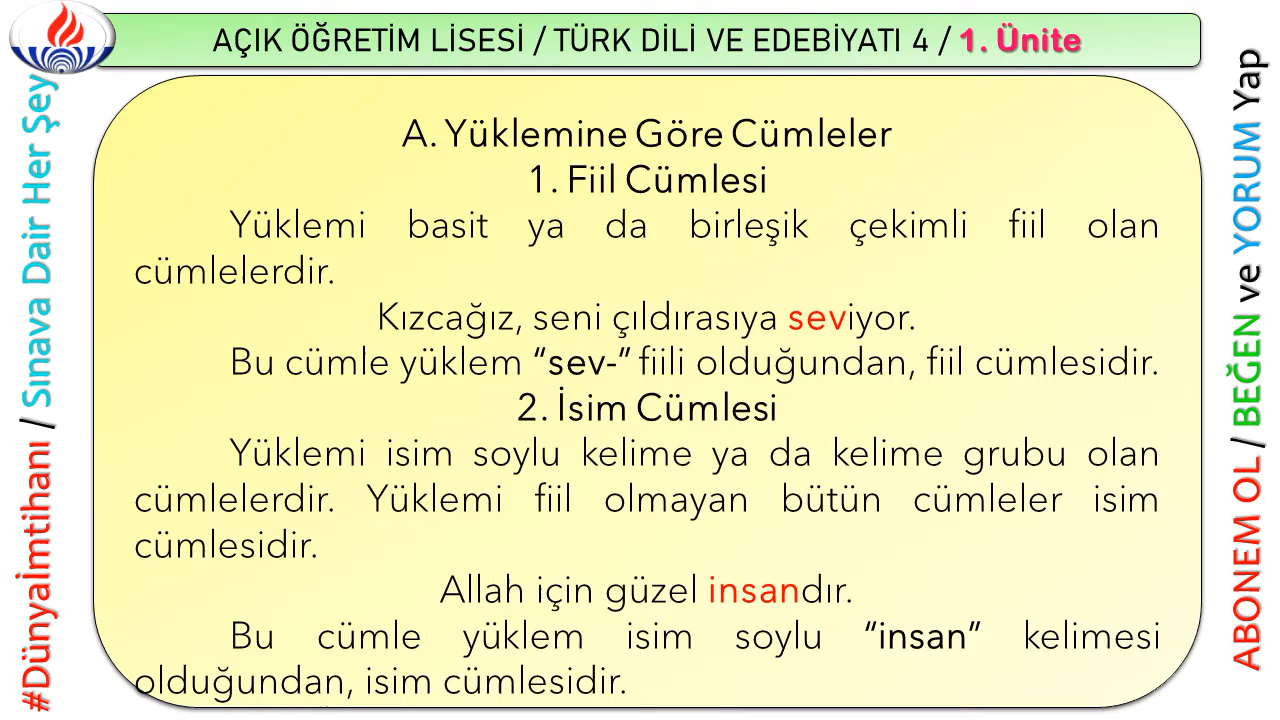 AÇIK ÖĞRETİM LİSESİ / TÜRK DİLİ VE EDEBİYATI 4 / 1. Ünite
#Dünyaİmtihanı / Sınava Dair Her Şey
A. Yüklemine Göre Cümleler
1. Fiil Cümlesi
Yüklemi basit ya da birleşik çekimli fiil olan
cümlelerdir.
Kızcağız, seni çıldırasıya seviyor.
Bu cümle yüklem “sev-” fiili olduğundan, fiil cümlesidir.
2. İsim Cümlesi
Yüklemi isim soylu kelime ya da kelime grubu olan
cümlelerdir. Yüklemi fiil olmayan bütün cümleler isim
cümlesidir.
Allah için güzel insandır.
Bu cümle yüklem isim soylu “insan” kelimesi
olduğundan, isim cümlesidir.
ABONEM OL / BEĞEN ve YORUM Yap